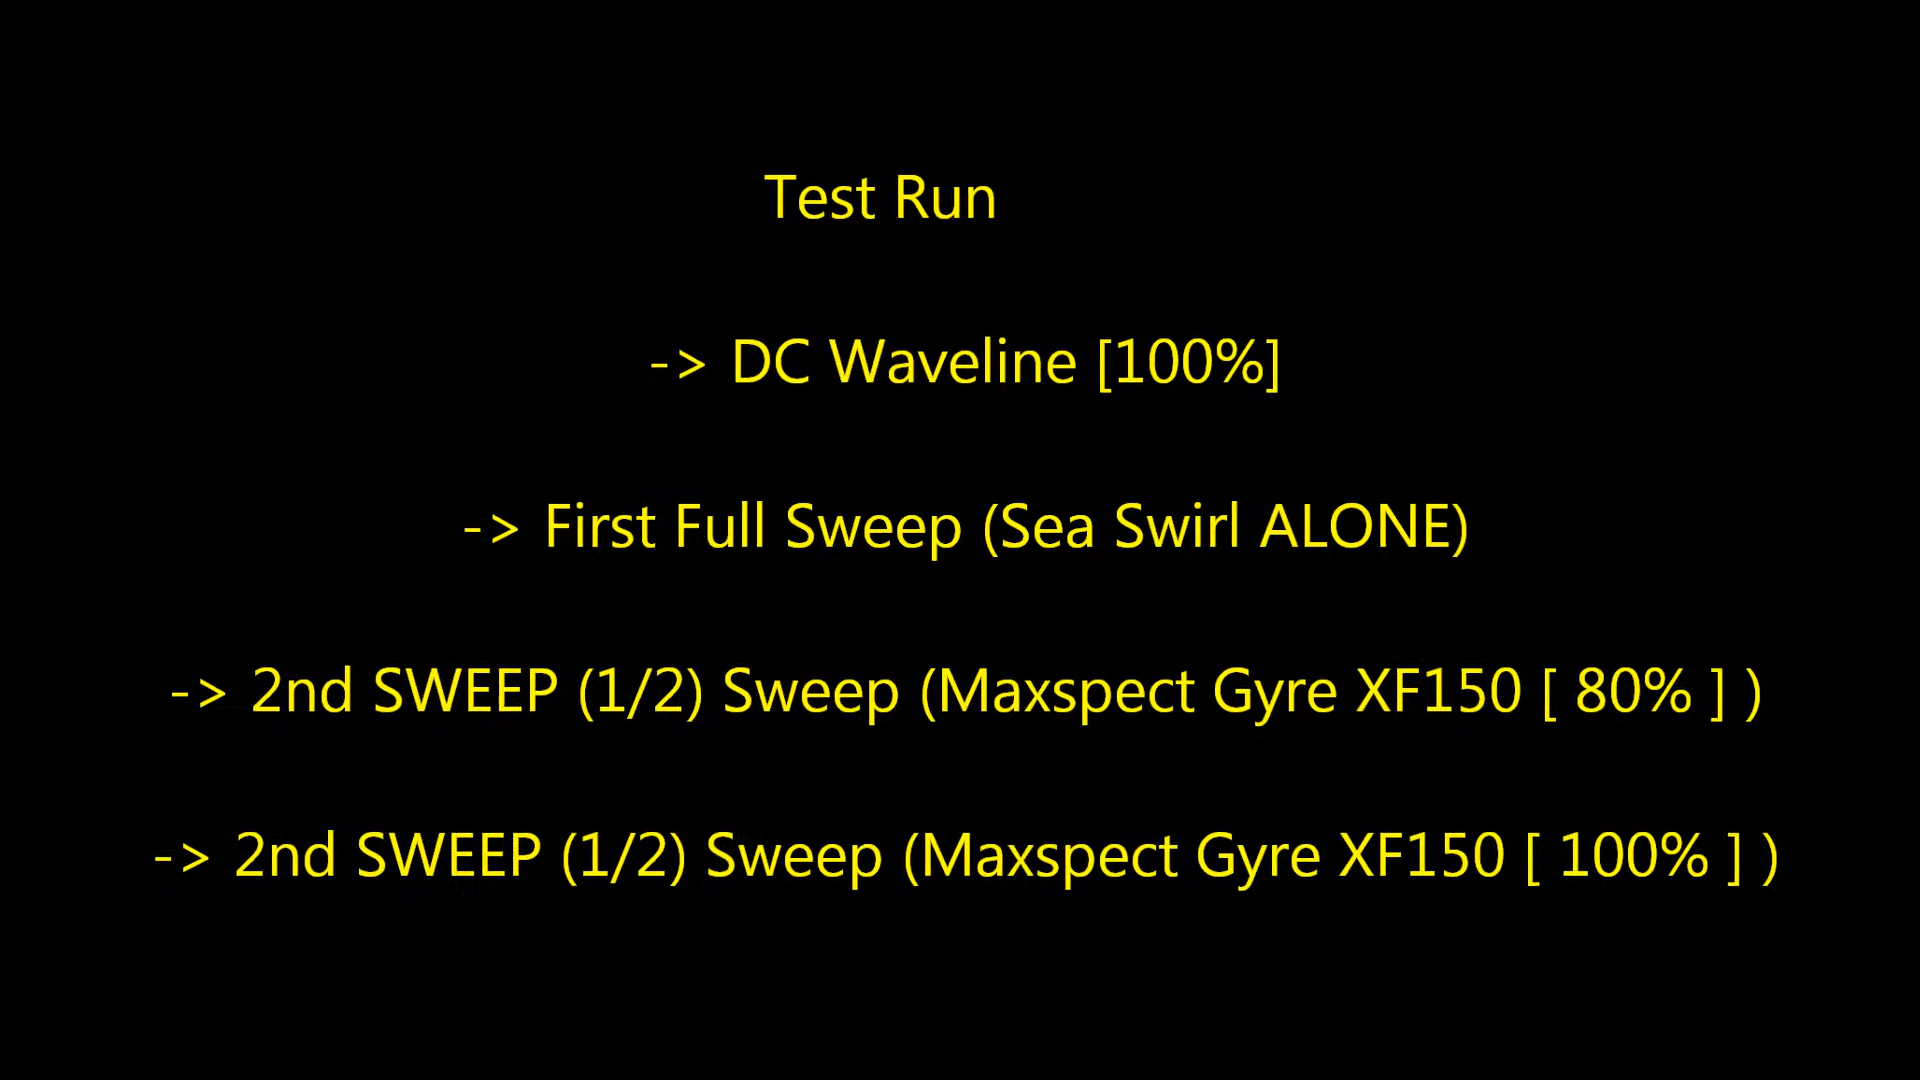 Test Run
-> DC Waveline [100%]
-> First Full Sweep (Sea Swirl ALONE)
-> 2nd SWEEP (1/2) Sweep (Maxspect Gyre XF150 [ 80% ] )
-> 2nd SWEEP (1/2) Sweep (Maxspect Gyre XF150 [ 100% ] )